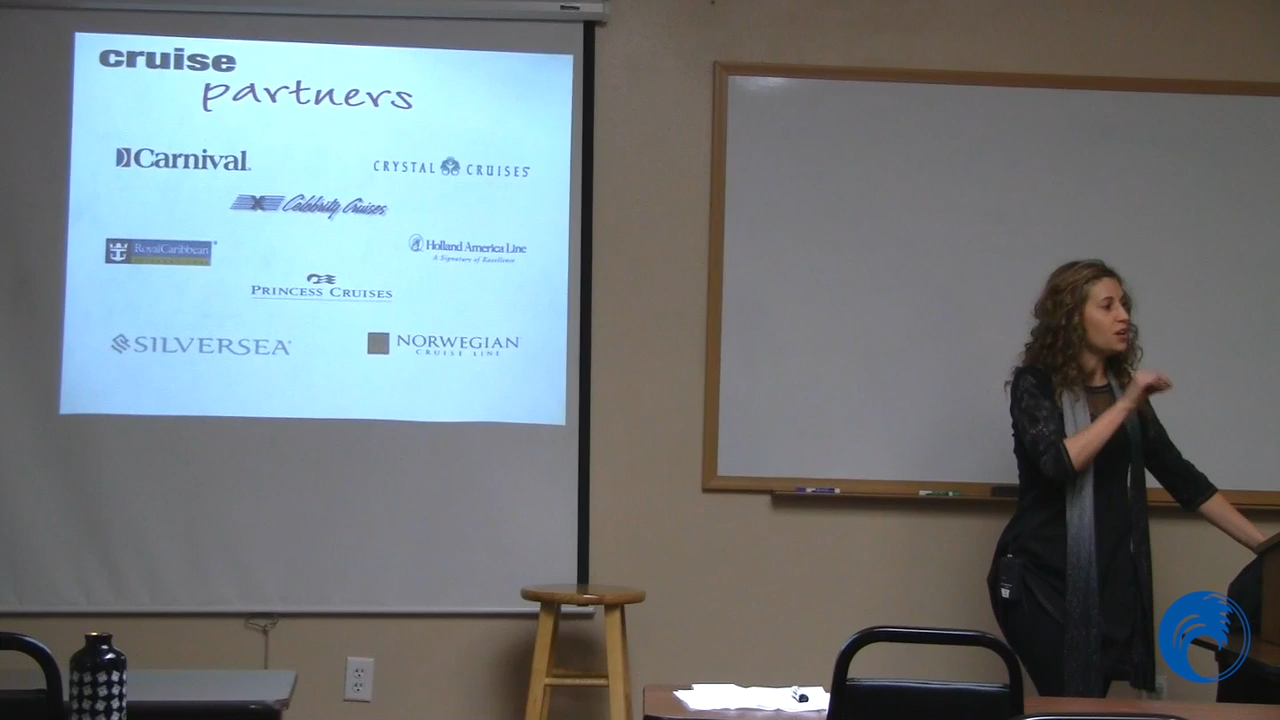 cruise
partners
Carnival.
CRYSTAL CRUISES
Celebrity Cruises
RoyalCaribbean
INTERNATIONAL
Holland America Line
A Signature of Excellence
PRINCESS CRUISES
SILVERSEA
NORWEGIAN
CRUISE LINE